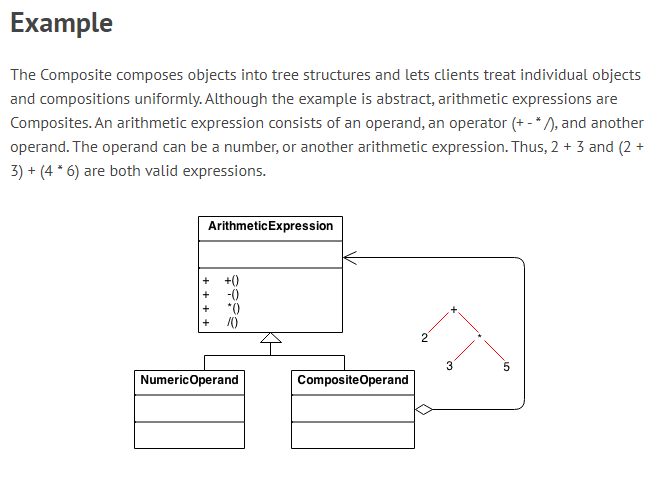 Example
The Composite composes objects into tree structures and lets clients treat individual objects
and compositions uniformly. Although the example is abstract, arithmetic expressions are
Composites. An arithmetic expression consists of an operand, an operator (+ - * /), and another
operand. The operand can be a number, or another arithmetic expression. Thus, 2 + 3 and (2 +
3) + (4 * 6) are both valid expressions.
ArithmeticExpression
+ +()
+ -()
+ *()
+ /()
+
2
*
3
5
NumericOperand
CompositeOperand